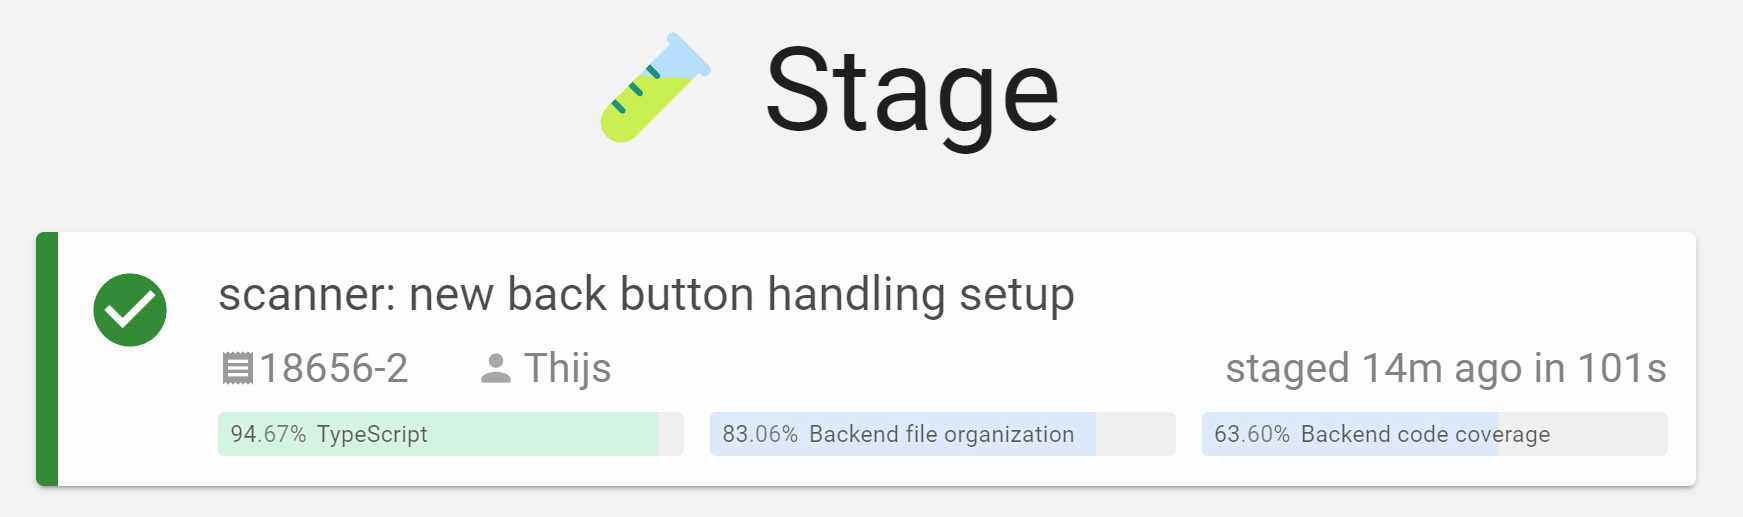 Stage
scanner: new back button handling setup
18656-2 Thijs staged 14m ago in 101s
94.67% TypeScript 83.06% Backend file organization 63.60% Backend code coverage